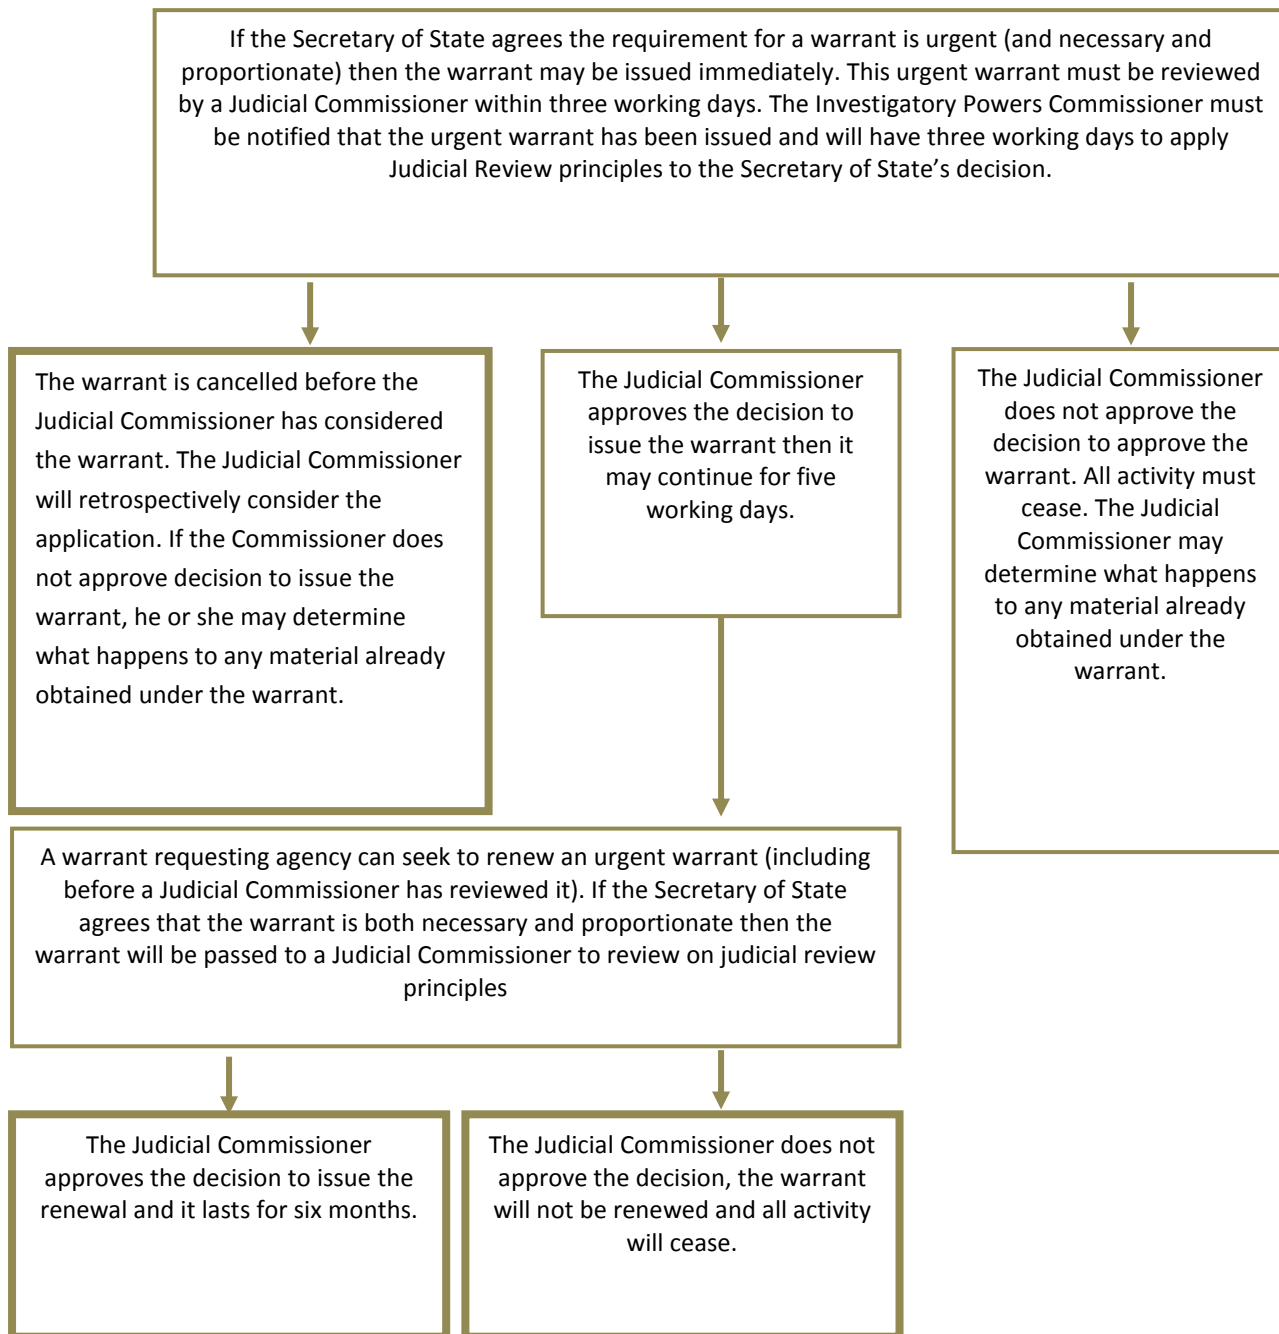 If the Secretary of State agrees the requirement for a warrant is urgent (and necessary and
proportionate) then the warrant may be issued immediately. This urgent warrant must be reviewed
by a Judicial Commissioner within three working days. The Investigatory Powers Commissioner must
be notified that the urgent warrant has been issued and will have three working days to apply
Judicial Review principles to the Secretary of State’s decision.
The warrant is cancelled before the
Judicial Commissioner has considered
the warrant. The Judicial Commissioner
will retrospectively consider the
application. If the Commissioner does
not approve decision to issue the
warrant, he or she may determine
what happens to any material already
obtained under the warrant.
The Judicial Commissioner
approves the decision to
issue the warrant then it
may continue for five
working days.
The Judicial Commissioner
does not approve the
decision to approve the
warrant. All activity must
cease. The Judicial
Commissioner may
determine what happens
to any material already
obtained under the
warrant.
A warrant requesting agency can seek to renew an urgent warrant (including
before a Judicial Commissioner has reviewed it). If the Secretary of State
agrees that the warrant is both necessary and proportionate then the
warrant will be passed to a Judicial Commissioner to review on judicial review
principles
The Judicial Commissioner
approves the decision to issue the
renewal and it lasts for six months.
The Judicial Commissioner does not
approve the decision, the warrant
will not be renewed and all activity
will cease.